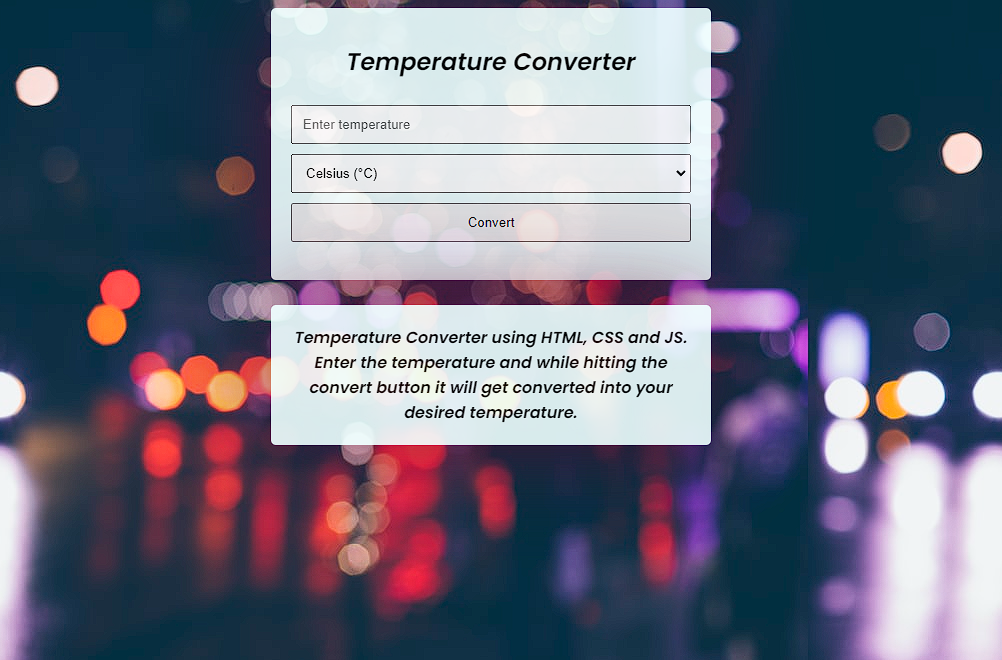 Temperature Converter
Enter temperature
Celsius (°C)
Convert
Temperature Converter using HTML, CSS and JS.
Enter the temperature and while hitting the
convert button it will get converted into your
desired temperature.